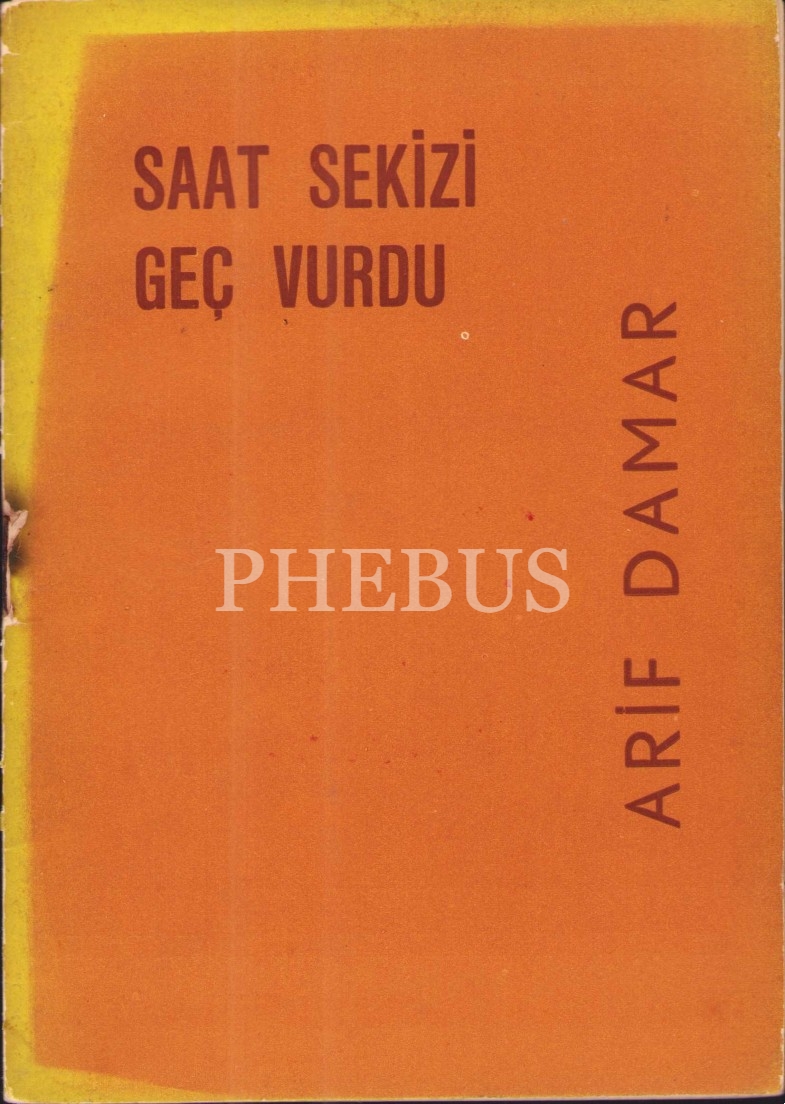 SAAT SEKİZİ
GEÇ VURDU
ARİF DAMAR
PHEBUS